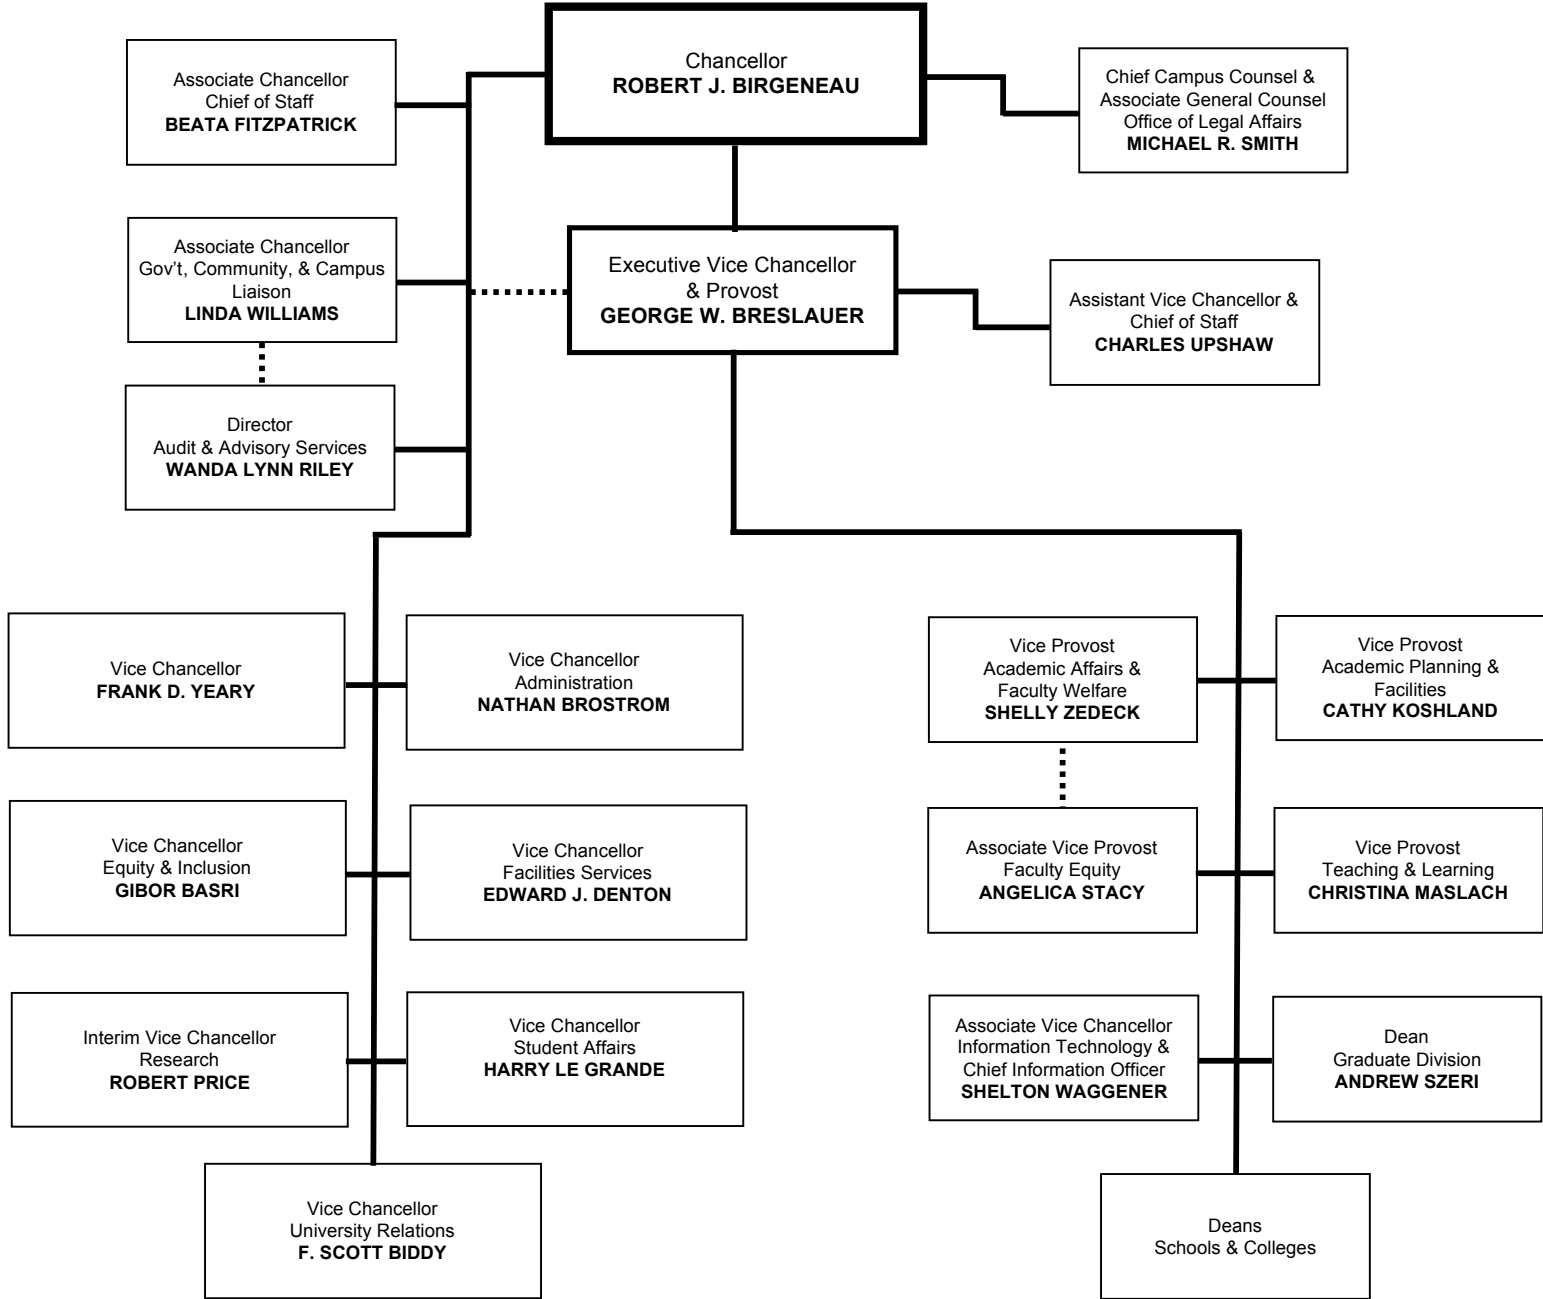 Chancellor
ROBERT J. BIRGENEAU
Associate Chancellor
Chief of Staff
BEATA FITZPATRICK
Chief Campus Counsel &
Associate General Counsel
Office of Legal Affairs
MICHAEL R. SMITH
Associate Chancellor
Gov't, Community, & Campus
Liaison
LINDA WILLIAMS
Executive Vice Chancellor
& Provost
GEORGE W. BRESLAUER
Assistant Vice Chancellor &
Chief of Staff
CHARLES UPSHAW
Director
Audit & Advisory Services
WANDA LYNN RILEY
Vice Chancellor
FRANK D. YEARY
Vice Chancellor
Administration
NATHAN BROSTROM
Vice Provost
Academic Affairs &
Faculty Welfare
SHELLY ZEDECK
Vice Provost
Academic Planning &
Facilities
CATHY KOSHLAND
Vice Chancellor
Equity & Inclusion
GIBOR BASRI
Vice Chancellor
Facilities Services
EDWARD J. DENTON
Associate Vice Provost
Faculty Equity
ANGELICA STACY
Vice Provost
Teaching & Learning
CHRISTINA MASLACH
Interim Vice Chancellor
Research
ROBERT PRICE
Vice Chancellor
Student Affairs
HARRY LE GRANDE
Associate Vice Chancellor
Information Technology &
Chief Information Officer
SHELTON WAGGENER
Dean
Graduate Division
ANDREW SZERI
Vice Chancellor
University Relations
F. SCOTT BIDDY
Deans
Schools & Colleges